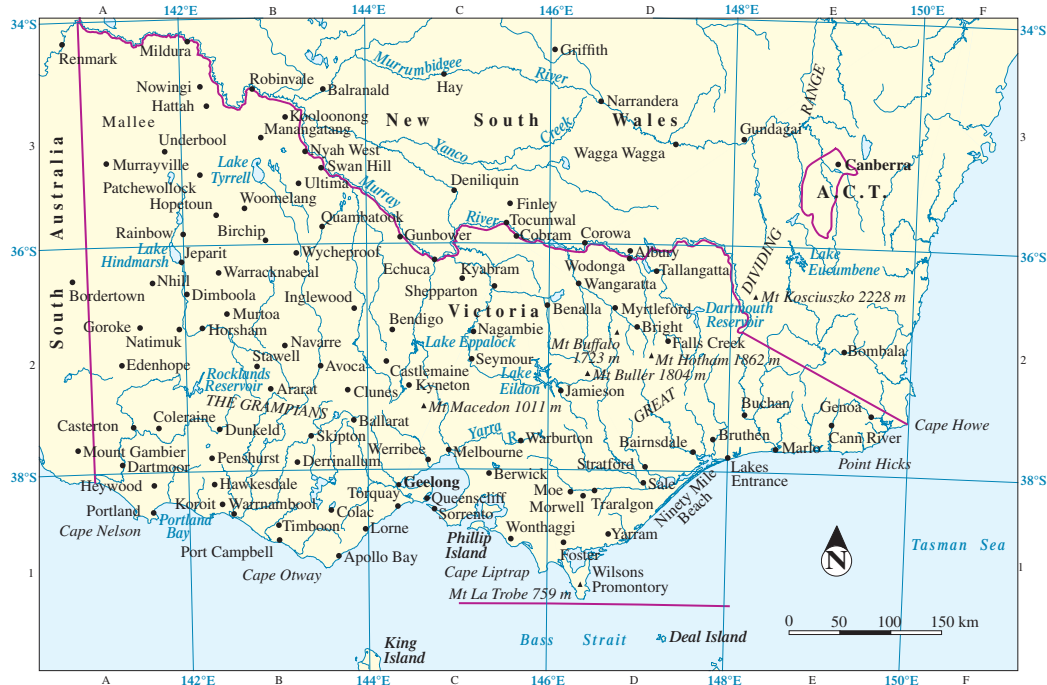 A 142°E B 144°E C 146°E D 148°E E 150°E F
34°S
34°S
Renmark
Mildura
Murrumbidgee
River
Griffith
RANGE
Nowingi
Robinvale
Balranald
Hay
Hattah
Narrandera
Mallee
Kooloonong
New South Wales
Manangatang
Creek
Gundagai
3
3
Underbool
Nyah West
Yanco
Wagga Wagga
Murrayville
Lake
Tyrrell
Swan Hill
Canberra
Patchewollock
Ultima
Murray
Deniliquin
A.C.T.
Hopetoun
Woomelang
Finley
South Australia
Quambatook
River
Tocumwal
Rainbow
Birchip
Gunbower
Cobram
Corowa
DIVIDING
36°S
36°S
Lake
Hindmarsh
Jeparit
Wycheproof
Albury
Lake
Eucumbene
Echuca
Kyabram
Wodonga
Tallangatta
Warracknabeal
Nhill
Shepparton
Wangaratta
Bordertown
Dimboola
Inglewood
Mt Kosciuszko 2228 m
Murtoa
Victoria
Benalla
Myrtleford
Dartmouth
Reservoir
Goroke
Horsham
Bendigo
Nagambie
Bright
Natimuk
Navarre
Lake Eppalock
Mt Buffalo
1723 m
Falls Creek
Stawell
Seymour
Mt Hotham 1862 m
Bombala
2
2
Edenhope
Avoca
Castlemaine
Lake
Eildon
Mt Buller 1804 m
Rocklands
Reservoir
Ararat
Clunes
Kyneton
Jamieson
THE GRAMPIANS
Mt Macedon 1011 m
GREAT
Buchan
Genoa
Casterton
Coleraine
Dunkeld
Ballarat
Yarra
R.
Cape Howe
Skipton
Warburton
Bairnsdale
Bruthen
Cann River
Mount Gambier
Penshurst
Werribee
Melbourne
Marlo
Dartmoor
Derrinallum
Stratford
Lakes
Entrance
Point Hicks
38°S
38°S
Heywood
Hawkesdale
Geelong
Berwick
Sale
Ninety Mile
Beach
Torquay
Queenscliff
Moe
Koroit
Warrnambool
Colac
Sorrento
Morwell
Traralgon
Portland
Portland
Bay
Cape Nelson
Timboon
Lorne
Wonthaggi
Yarram
Phillip
Island
Port Campbell
Foster
Tasman Sea
Apollo Bay
N
Cape Otway
Cape Liptrap
Wilsons
Promontory
1
1
Mt La Trobe 759 m
0 50 100 150 km
Bass Strait
Deal Island
King
Island
A 142°E B 144°E C 146°E D 148°E E 150°E F